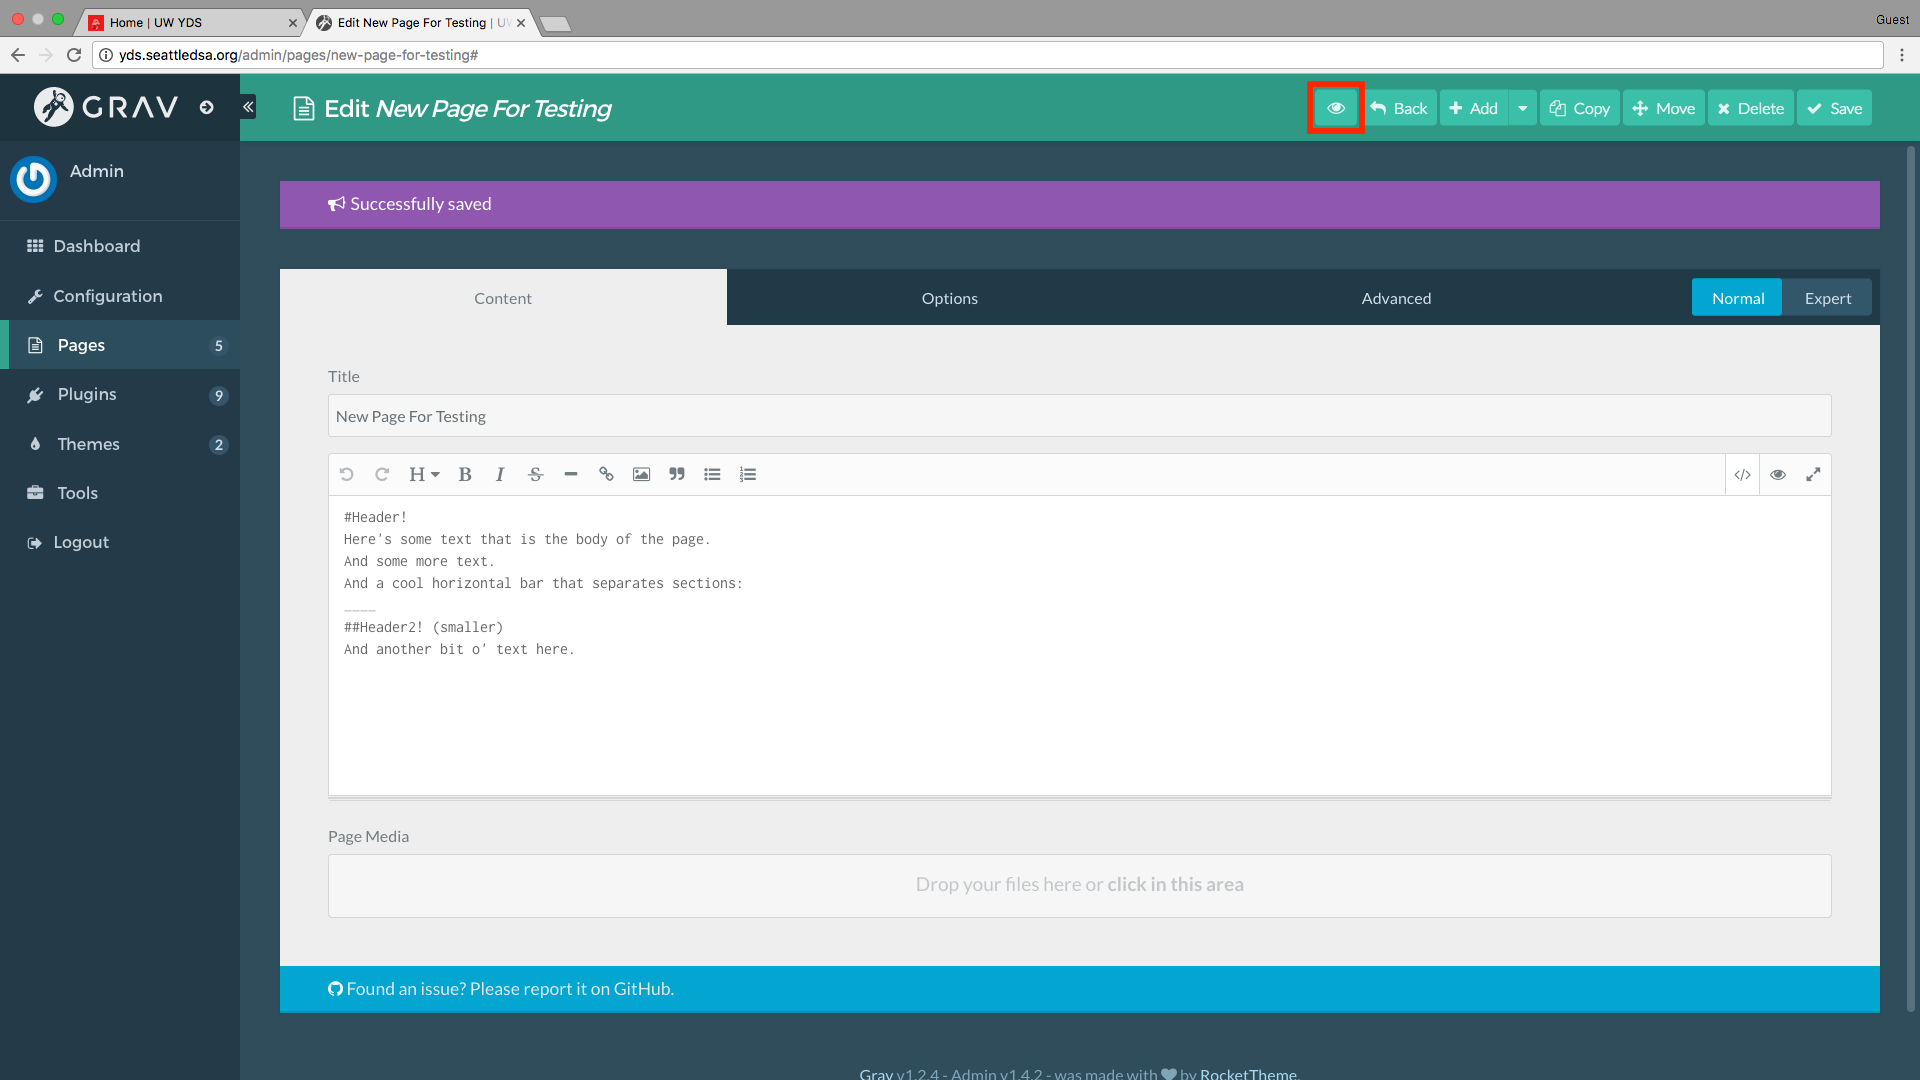 Home | UW YDS
Edit New Page For Testing | UW
Guest
yds.seattledsa.org/admin/pages/new-page-for-testing#
GRAV
Edit New Page For Testing
Back
Add
Copy
Move
Delete
Save
Admin
Successfully saved
Dashboard
Configuration
Pages 5
Plugins 9
Themes 2
Tools
Logout
Content
Options
Advanced
Normal
Expert
Title
New Page For Testing
H B I S
#Header!
Here's some text that is the body of the page.
And some more text.
And a cool horizontal bar that separates sections:
____
##Header2! (smaller)
And another bit o' text here.
Page Media
Drop your files here or click in this area
Found an issue? Please report it on GitHub.
Grav v1.2.4 - Admin v1.4.2 - was made with by RocketTheme.